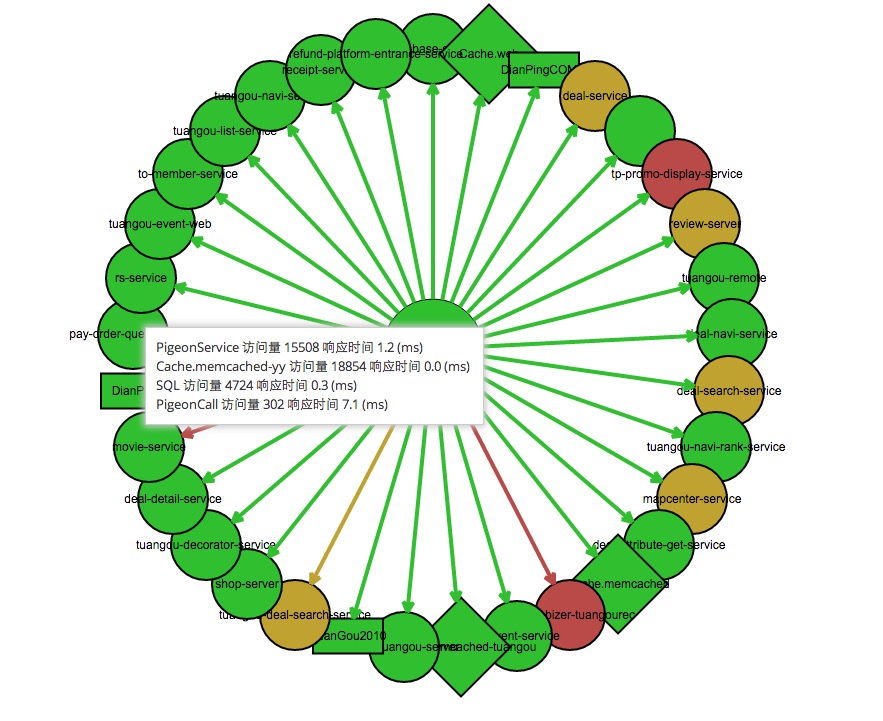 base-s
Cache.web
refund-platform-entrance-service
receipt-serv
DianPingCOM
tuangou-navi-se
deal-service
tuangou-list-service
to-member-service
tp-promo-display-service
tuangou-event-web
review-server
rs-service
tuangou-remote
pay-order-que
al-navi-service
PigeonService 访问量 15508 响应时间 1.2 (ms)
Cache.memcached-yy 访问量 18854 响应时间 0.0 (ms)
SQL 访问量 4724 响应时间 0.3 (ms)
PigeonCall 访问量 302 响应时间 7.1 (ms)
DianP
deal-search-service
movie-service
tuangou-navi-rank-service
deal-detail-service
mapcenter-service
tuangou-decorator-service
ttribute-get-service
shop-server
he.memcached
deal-search-service
bizer-tuangourec
anGou2010
uangou-serv
cached-tuangou
ent-service